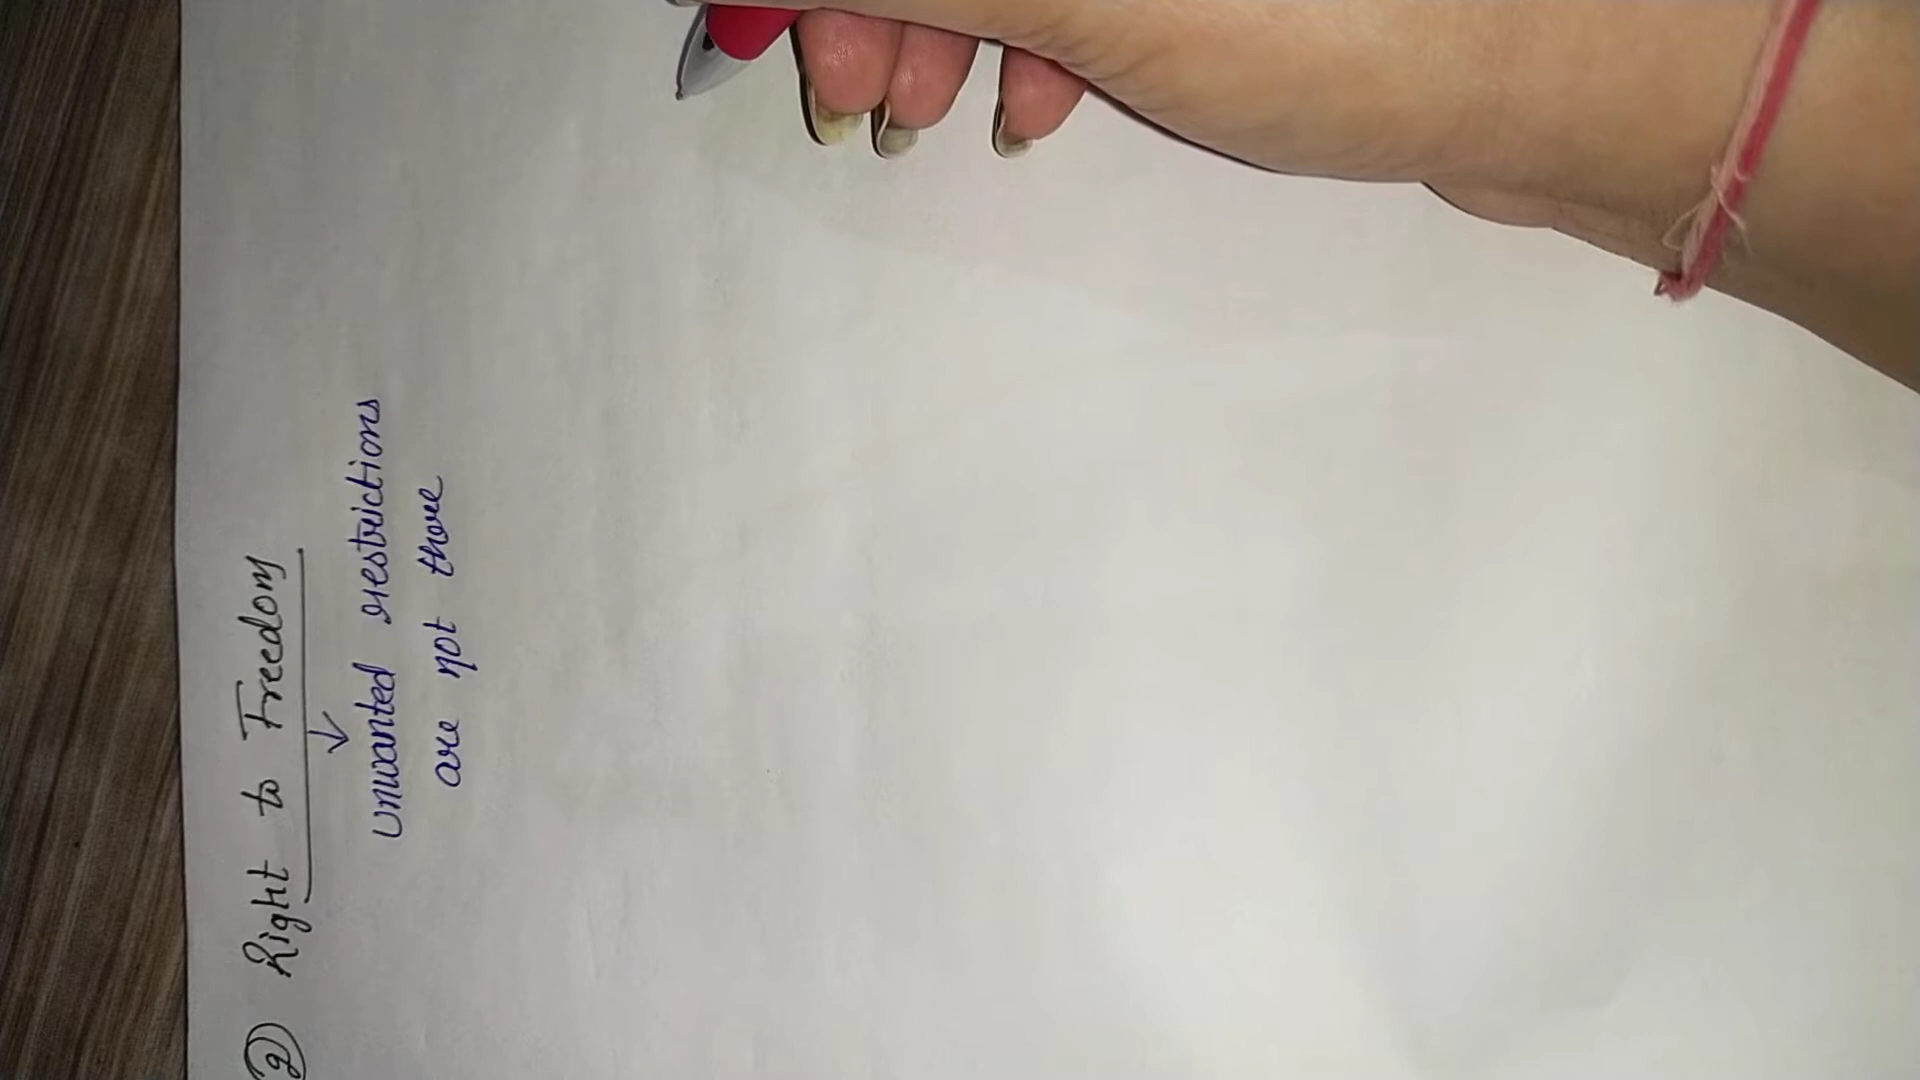 ② Right to Freedom
↓
unwanted restrictions
are not there